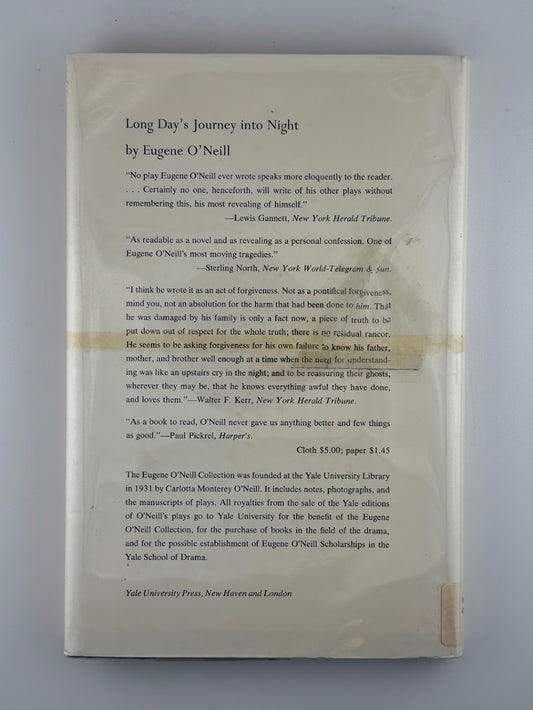 Long Day's Journey into Night
by Eugene O'Neill
"No play Eugene O'Neill ever wrote speaks more eloquently to the reader.
. . . Certainly no one, henceforth, will write of his other plays without
remembering this, his most revealing of himself."
—Lewis Gannett, New York Herald Tribune.
"As readable as a novel and as revealing as a personal confession. One of
Eugene O'Neill's most moving tragedies."
—Sterling North, New York World-Telegram & Sun.
"I think he wrote it as an act of forgiveness. Not as a pontifical forgiveness,
mind you, not an absolution for the harm that had been done to him. That
he was damaged by his family is only a fact now, a piece of truth to be
put down out of respect for the whole truth; there is no residual rancor.
He seems to be asking forgiveness for his own failure to know his father,
mother, and brother well enough at a time when the need for understand-
ing was like an upstairs cry in the night; and to be reassuring their ghosts,
wherever they may be, that he knows everything awful they have done,
and loves them."—Walter F. Kerr, New York Herald Tribune.
"As a book to read, O'Neill never gave us anything better and few things
as good."—Paul Pickrel, Harper's.
Cloth $5.00; paper $1.45
The Eugene O'Neill Collection was founded at the Yale University Library
in 1931 by Carlotta Monterey O'Neill. It includes notes, photographs, and
the manuscripts of plays. All royalties from the sale of the Yale editions
of O'Neill's plays go to Yale University for the benefit of the Eugene
O'Neill Collection, for the purchase of books in the field of the drama,
and for the possible establishment of Eugene O'Neill Scholarships in the
Yale School of Drama.
Yale University Press, New Haven and London